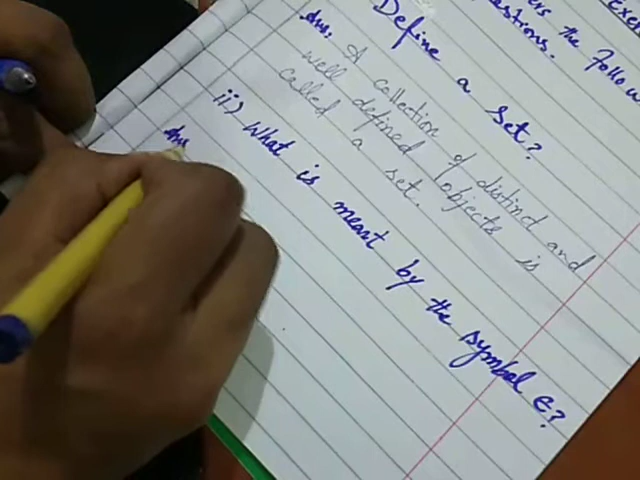 Exer
ers the follow
estions.
Define a set?
Ans. A collection of distinct and
well defined objects is
called a set.
ii) What is meant by the symbol ∈?
Ans